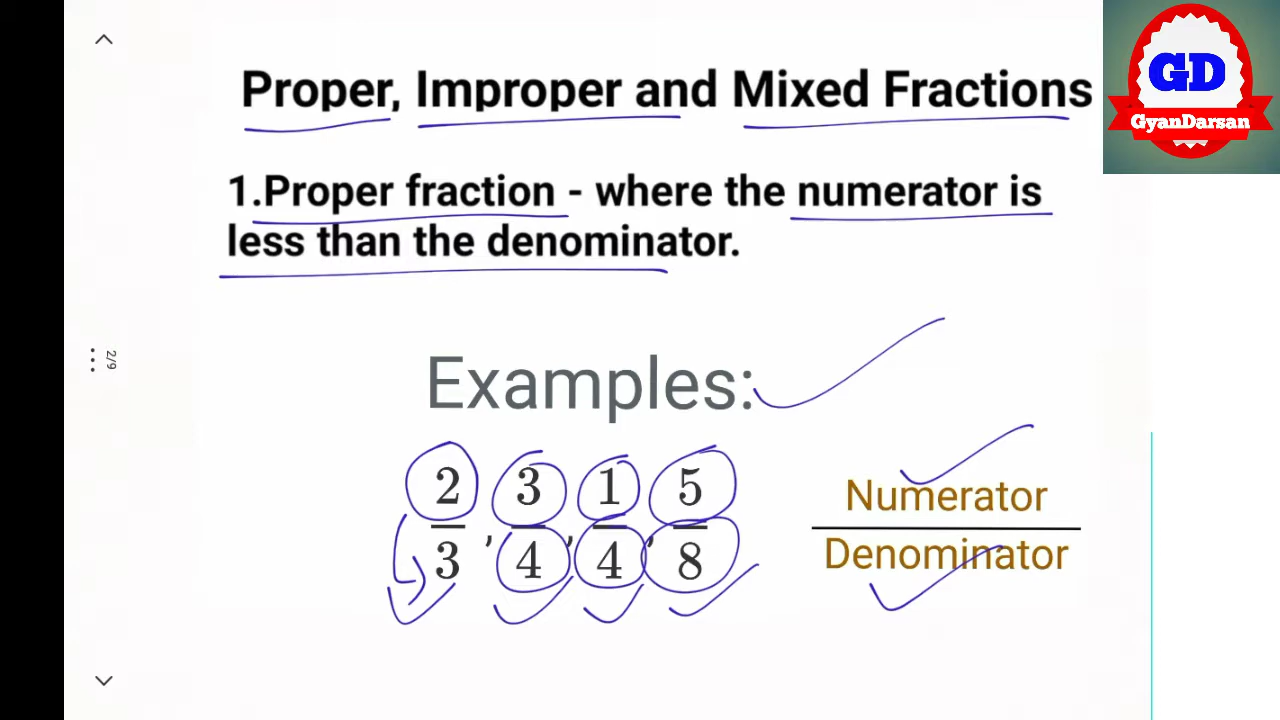 Proper, Improper and Mixed Fractions
GD
GyanDarsan
1.Proper fraction - where the numerator is
less than the denominator.
2/9
Examples:
2/3, 3/4, 1/4, 5/8
Numerator
Denominator